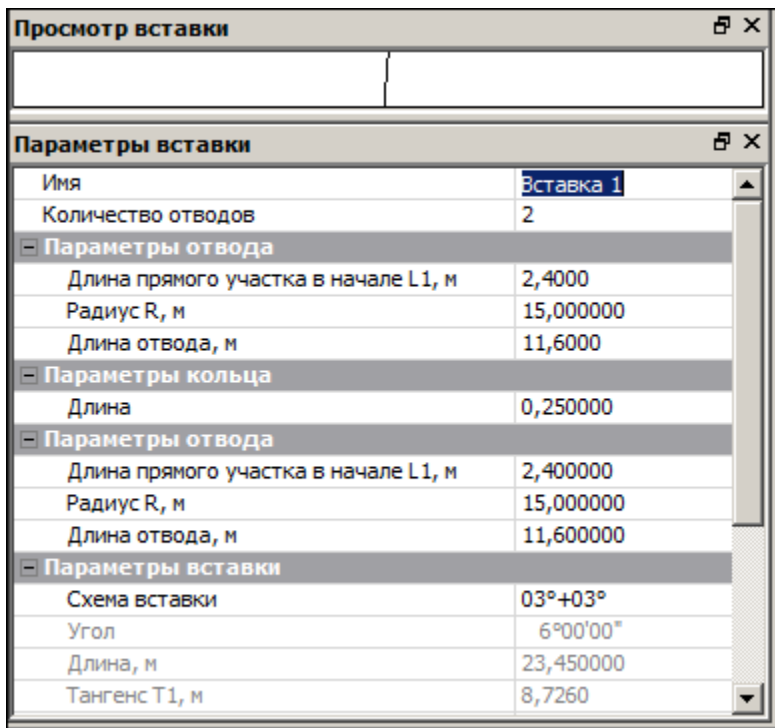 Просмотр вставки
Параметры вставки
Имя Вставка 1
Количество отводов 2
Параметры отвода
Длина прямого участка в начале L1, м 2,4000
Радиус R, м 15,000000
Длина отвода, м 11,6000
Параметры кольца
Длина 0,250000
Параметры отвода
Длина прямого участка в начале L1, м 2,400000
Радиус R, м 15,000000
Длина отвода, м 11,600000
Параметры вставки
Схема вставки 03°+03°
Угол 6°00'00"
Длина, м 23,450000
Тангенс T1, м 8,7260